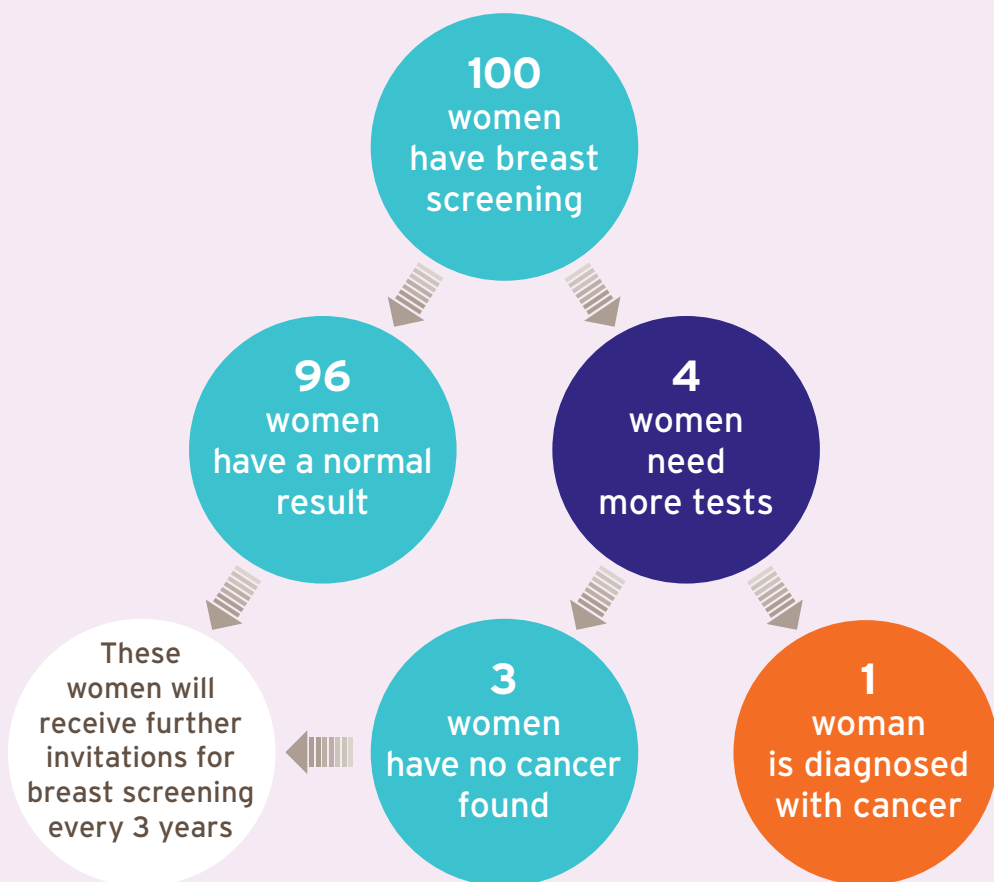 100
women
have breast
screening
96
women
have a normal
result
4
women
need
more tests
These
women will
receive further
invitations for
breast screening
every 3 years
3
women
have no cancer
found
1
woman
is diagnosed
with cancer